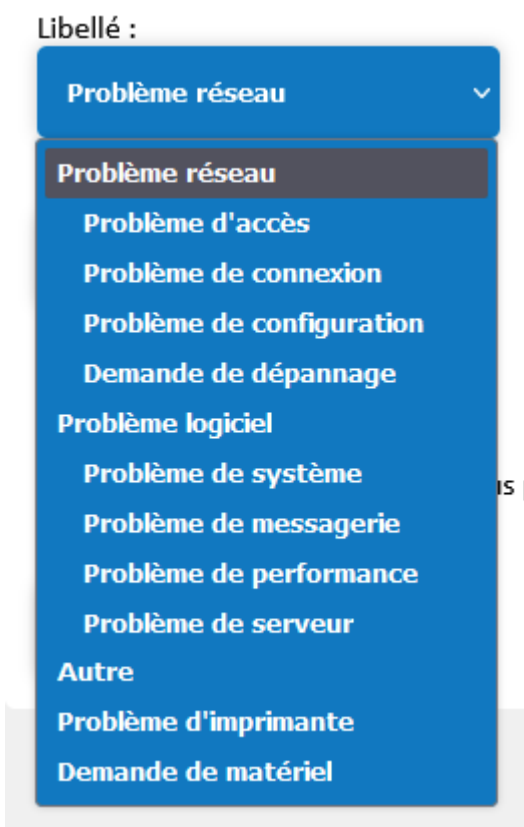 Libellé :
Problème réseau
Problème réseau
Problème d'accès
Problème de connexion
Problème de configuration
Demande de dépannage
Problème logiciel
Problème de système
Problème de messagerie
Problème de performance
Problème de serveur
Autre
Problème d'imprimante
Demande de matériel